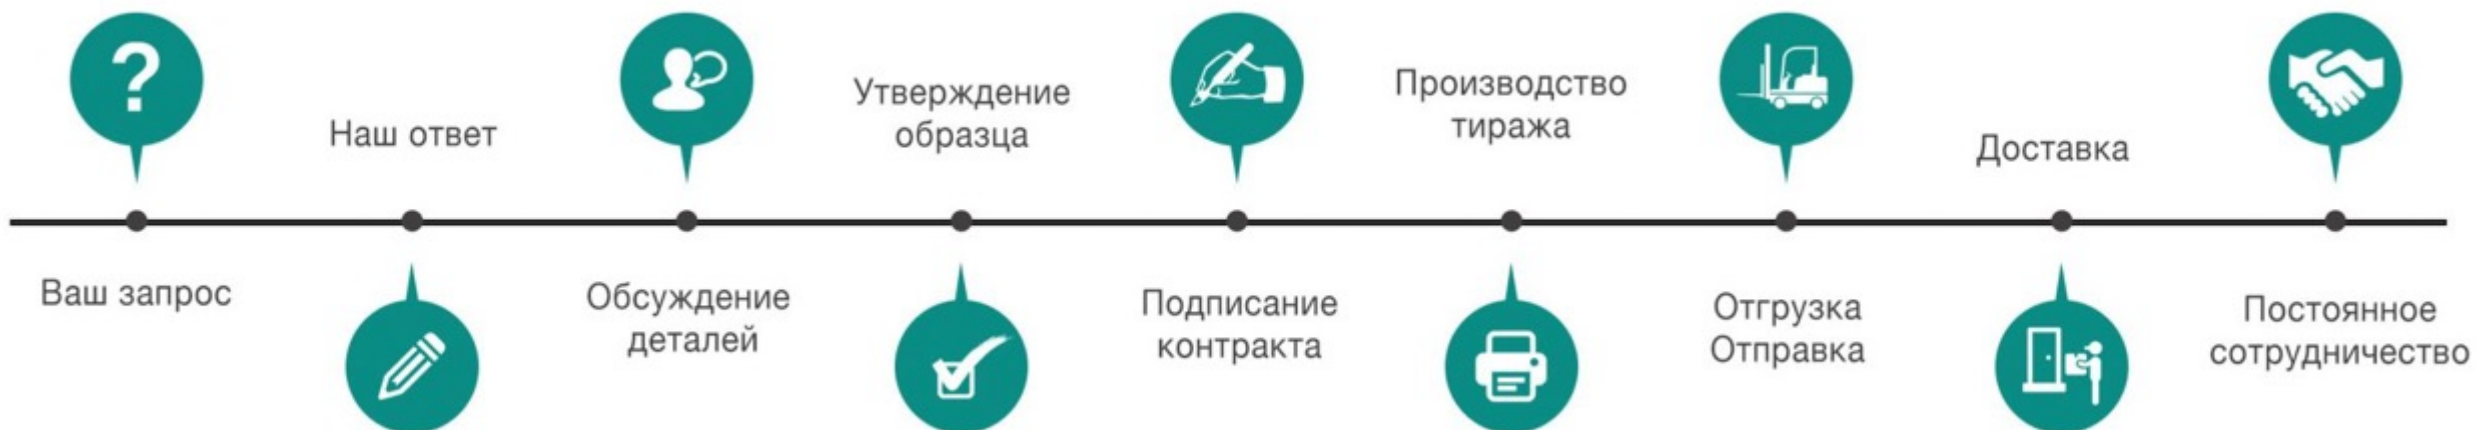 Ваш запрос
Наш ответ
Обсуждение
деталей
Утверждение
образца
Подписание
контракта
Производство
тиража
Отгрузка
Отправка
Доставка
Постоянное
сотрудничество